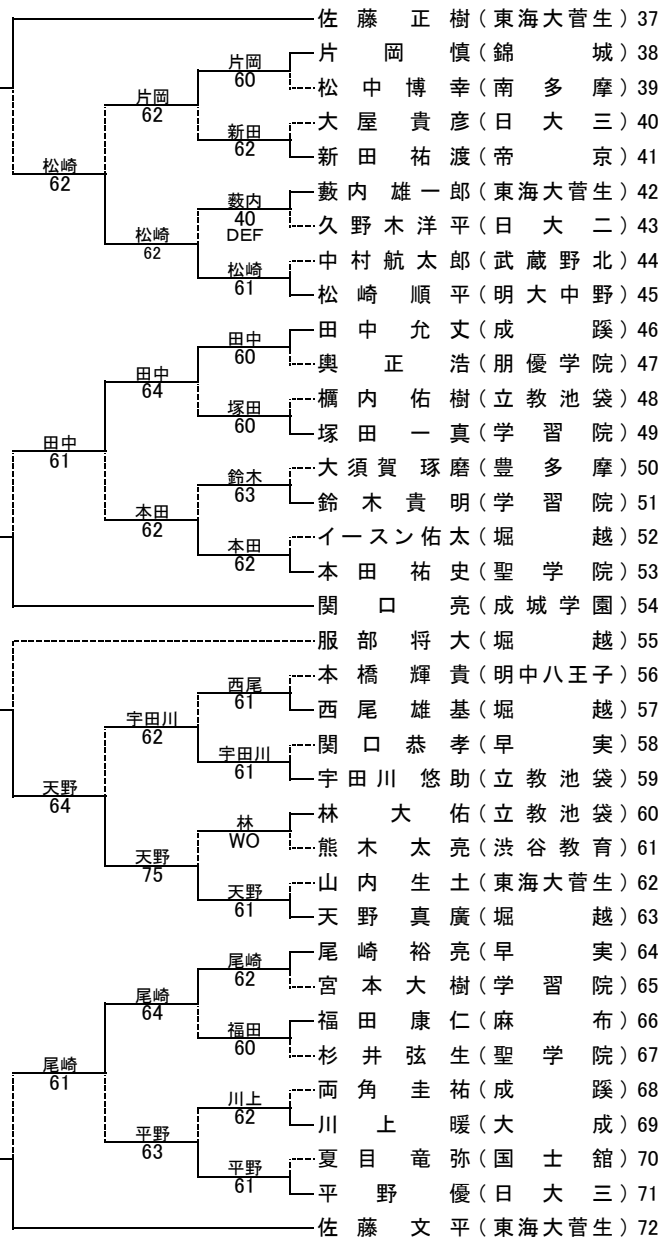 佐藤正樹（東海大菅生）37
片岡慎（錦城）38
片岡
60
松中博幸（南多摩）39
片岡
62
大屋貴彦（日大三）40
新田
62
新田祐渡（帝京）41
松崎
62
藪内雄一郎（東海大菅生）42
藪内
40
DEF
久野木洋平（日大二）43
松崎
62
中村航太郎（武蔵野北）44
松崎
61
松崎順平（明大中野）45
田中允丈（成蹊）46
田中
60
輿正浩（朋優学院）47
田中
64
櫔内佑樹（立教池袋）48
塚田
60
塚田一真（学習院）49
田中
61
大須賀琢磨（豊多摩）50
鈴木
63
鈴木貴明（学習院）51
本田
62
イースン佑太（堀越）52
本田
62
本田祐史（聖学院）53
関口亮（成城学園）54
服部将大（堀越）55
本橋輝貴（明中八王子）56
西尾
61
西尾雄基（堀越）57
宇田川
62
関口恭孝（早実）58
宇田川
61
宇田川悠助（立教池袋）59
天野
64
林大佑（立教池袋）60
林
WO
熊木太亮（渋谷教育）61
天野
75
山内生土（東海大菅生）62
天野
61
天野真廣（堀越）63
尾崎裕亮（早実）64
尾崎
62
宮本大樹（学習院）65
尾崎
64
福田康仁（麻布）66
福田
60
杉井弦生（聖学院）67
尾崎
61
両角圭祐（成蹊）68
川上
62
川上暖（大成）69
平野
63
夏目竜弥（国士舘）70
平野
61
平野優（日大三）71
佐藤文平（東海大菅生）72